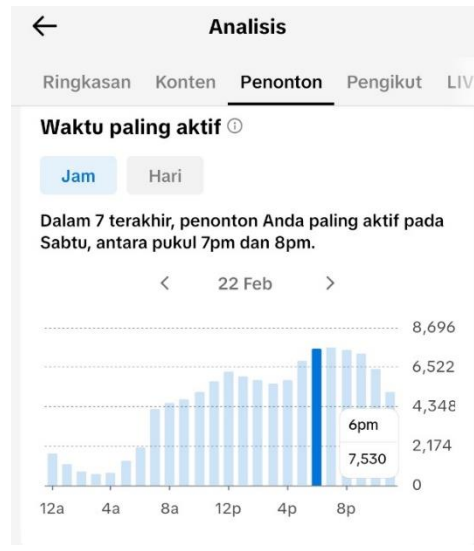 Analisis
Ringkasan Konten Penonton Pengikut LIV
Waktu paling aktif
Jam Hari
Dalam 7 terakhir, penonton Anda paling aktif pada
Sabtu, antara pukul 7pm dan 8pm.
22 Feb
8,696
6,522
4,348
6pm
2,174
7,530
0
12a 4a 8a 12p 4p 8p